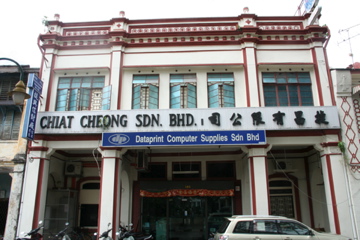 CHIAT CHEONG SDN. BHD. 捷昌有限公司
Dataprint Computer Supplies Sdn Bhd